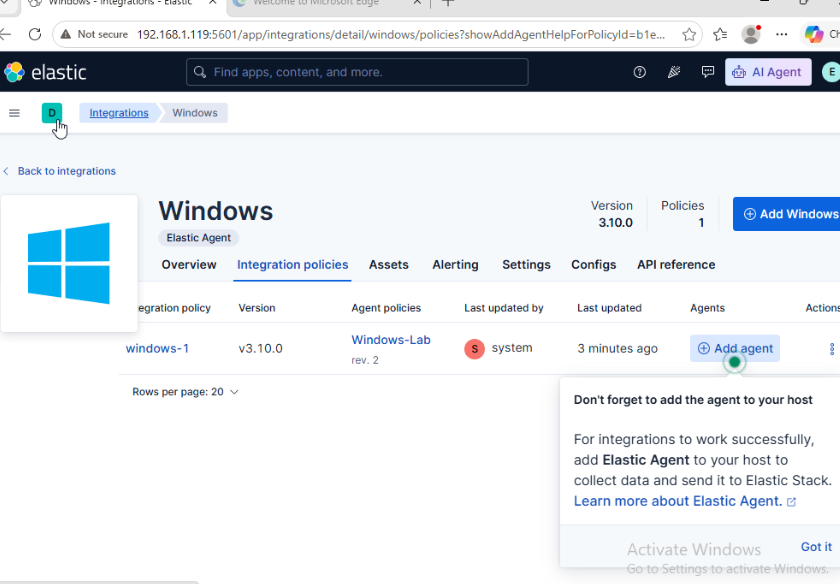 Windows - Integrations - Elastic
Welcome to Microsoft Edge
Not secure 192.168.1.119:5601/app/integrations/detail/windows/policies?showAddAgentHelpForPolicyId=b1e...
elastic
Find apps, content, and more.
AI Agent
E
D
Integrations
Windows
Back to integrations
Windows
Elastic Agent
Version
3.10.0
Policies
1
Add Windows
Overview
Integration policies
Assets
Alerting
Settings
Configs
API reference
egration policy
Version
Agent policies
Last updated by
Last updated
Agents
Actions
windows-1
v3.10.0
Windows-Lab
rev. 2
S system
3 minutes ago
Add agent
Rows per page: 20
Don't forget to add the agent to your host
For integrations to work successfully,
add Elastic Agent to your host to
collect data and send it to Elastic Stack.
Learn more about Elastic Agent.
Got it
Activate Windows
Go to Settings to activate Windows.